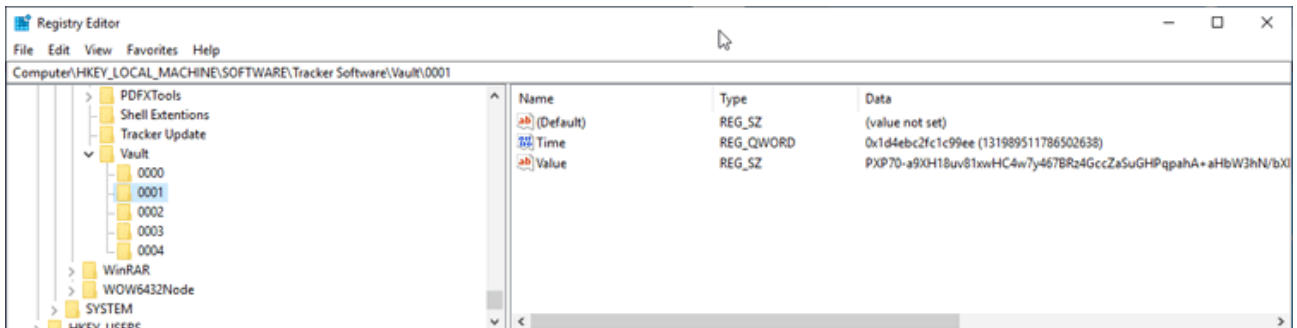 Registry Editor
File Edit View Favorites Help
Computer\HKEY_LOCAL_MACHINE\SOFTWARE\Tracker Software\Vault\0001
PDFXTools
Shell Extentions
Tracker Update
Vault
0000
0001
0002
0003
0004
WinRAR
WOW6432Node
SYSTEM
HKEY_USERS
Name Type Data
(Default) REG_SZ (value not set)
Time REG_QWORD 0x1d4ebc2fc1c99ee (131989511786502638)
Value REG_SZ PXP70-a9XH18uv81xwHC4w7y467BRz4GccZaSuGHPqpahA+aHbW3hN/bXl